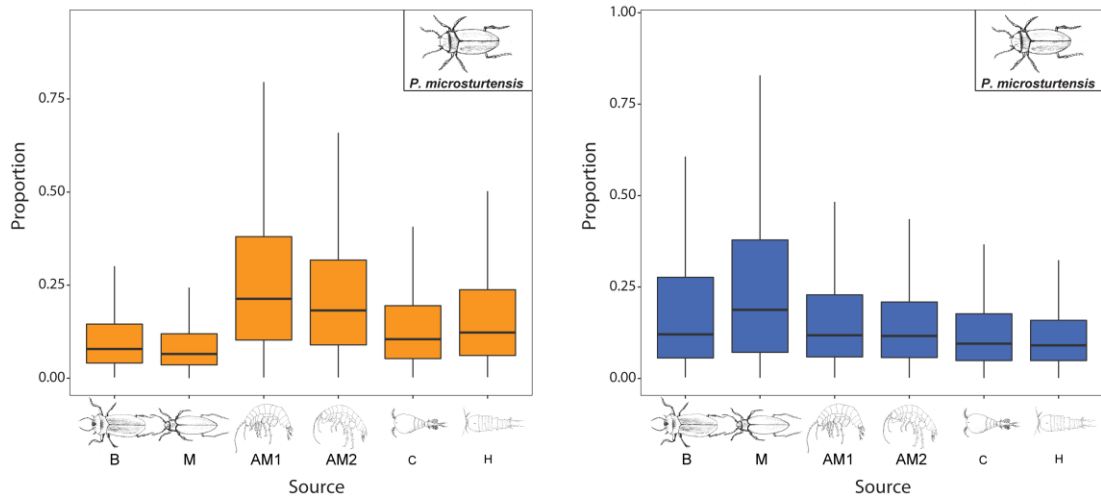 P. microsturtensis
Proportion
0.75
0.50
0.25
0.00
B M AM1 AM2 C H
Source
P. microsturtensis
Proportion
1.00
0.75
0.50
0.25
0.00
B M AM1 AM2 C H
Source